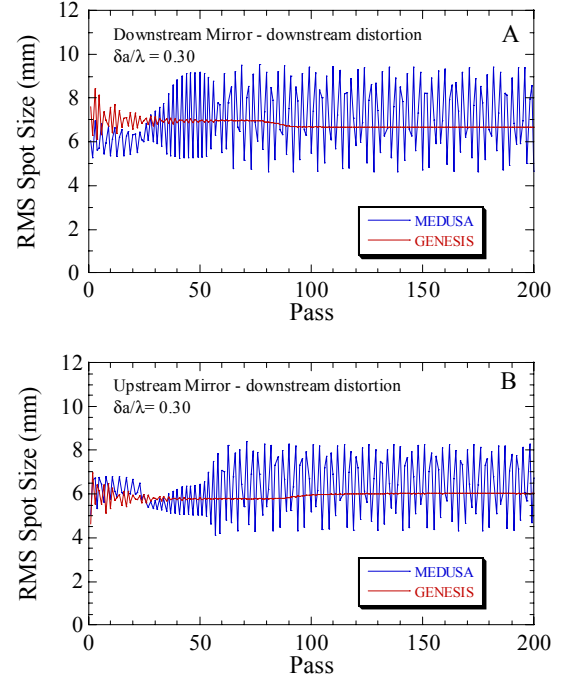 Downstream Mirror - downstream distortion
A
δa/λ = 0.30
RMS Spot Size (mm)
12
10
8
6
4
2
0
MEDUSA
GENESIS
0
50
100
150
200
Pass
Upstream Mirror - downstream distortion
B
δa/λ= 0.30
RMS Spot Size (mm)
12
10
8
6
4
2
0
MEDUSA
GENESIS
0
50
100
150
200
Pass